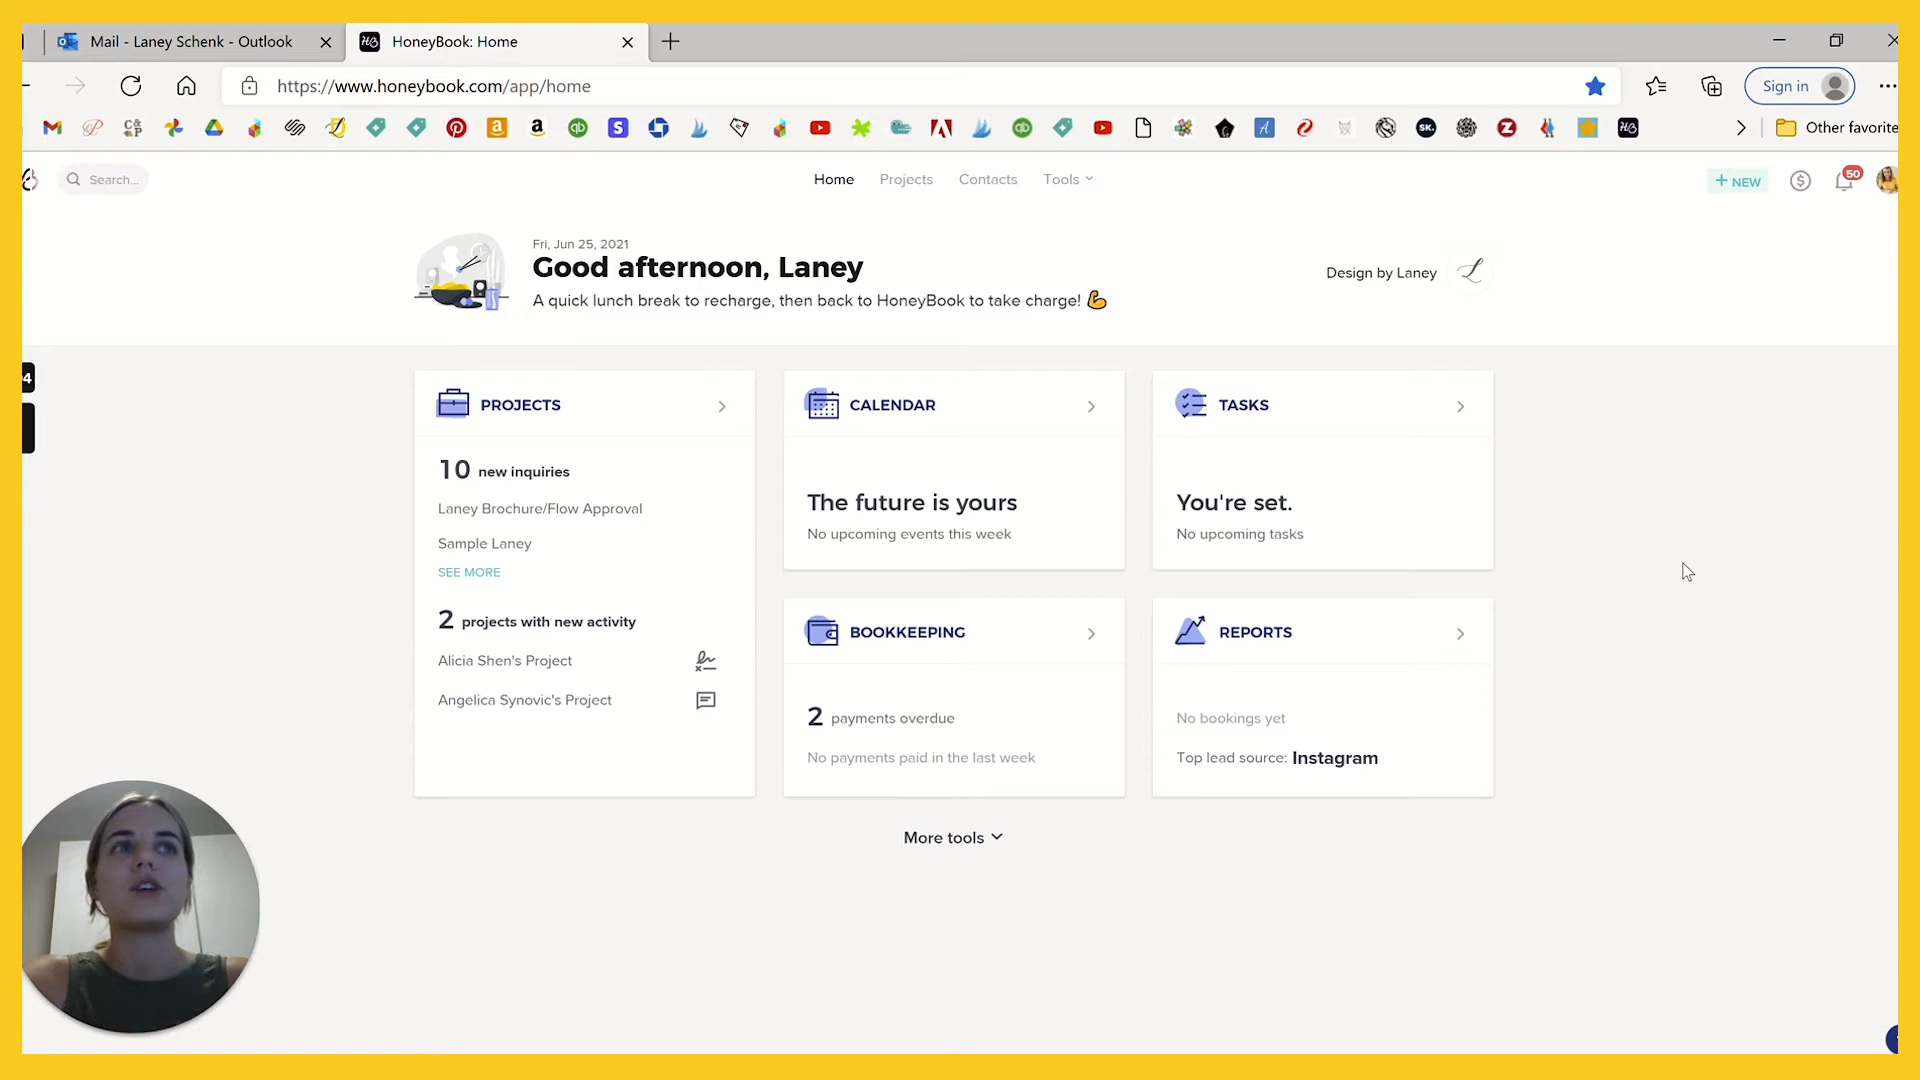 Mail - Laney Schenk - Outlook
HoneyBook: Home
https://www.honeybook.com/app/home
Sign in
Other favorite
Search...
Home
Projects
Contacts
Tools
+ NEW
50
Fri, Jun 25, 2021
Good afternoon, Laney
A quick lunch break to recharge, then back to HoneyBook to take charge! 💪
Design by Laney
PROJECTS
10 new inquiries
Laney Brochure/Flow Approval
Sample Laney
SEE MORE
2 projects with new activity
Alicia Shen's Project
Angelica Synovic's Project
CALENDAR
The future is yours
No upcoming events this week
TASKS
You're set.
No upcoming tasks
BOOKKEEPING
2 payments overdue
No payments paid in the last week
REPORTS
No bookings yet
Top lead source: Instagram
More tools